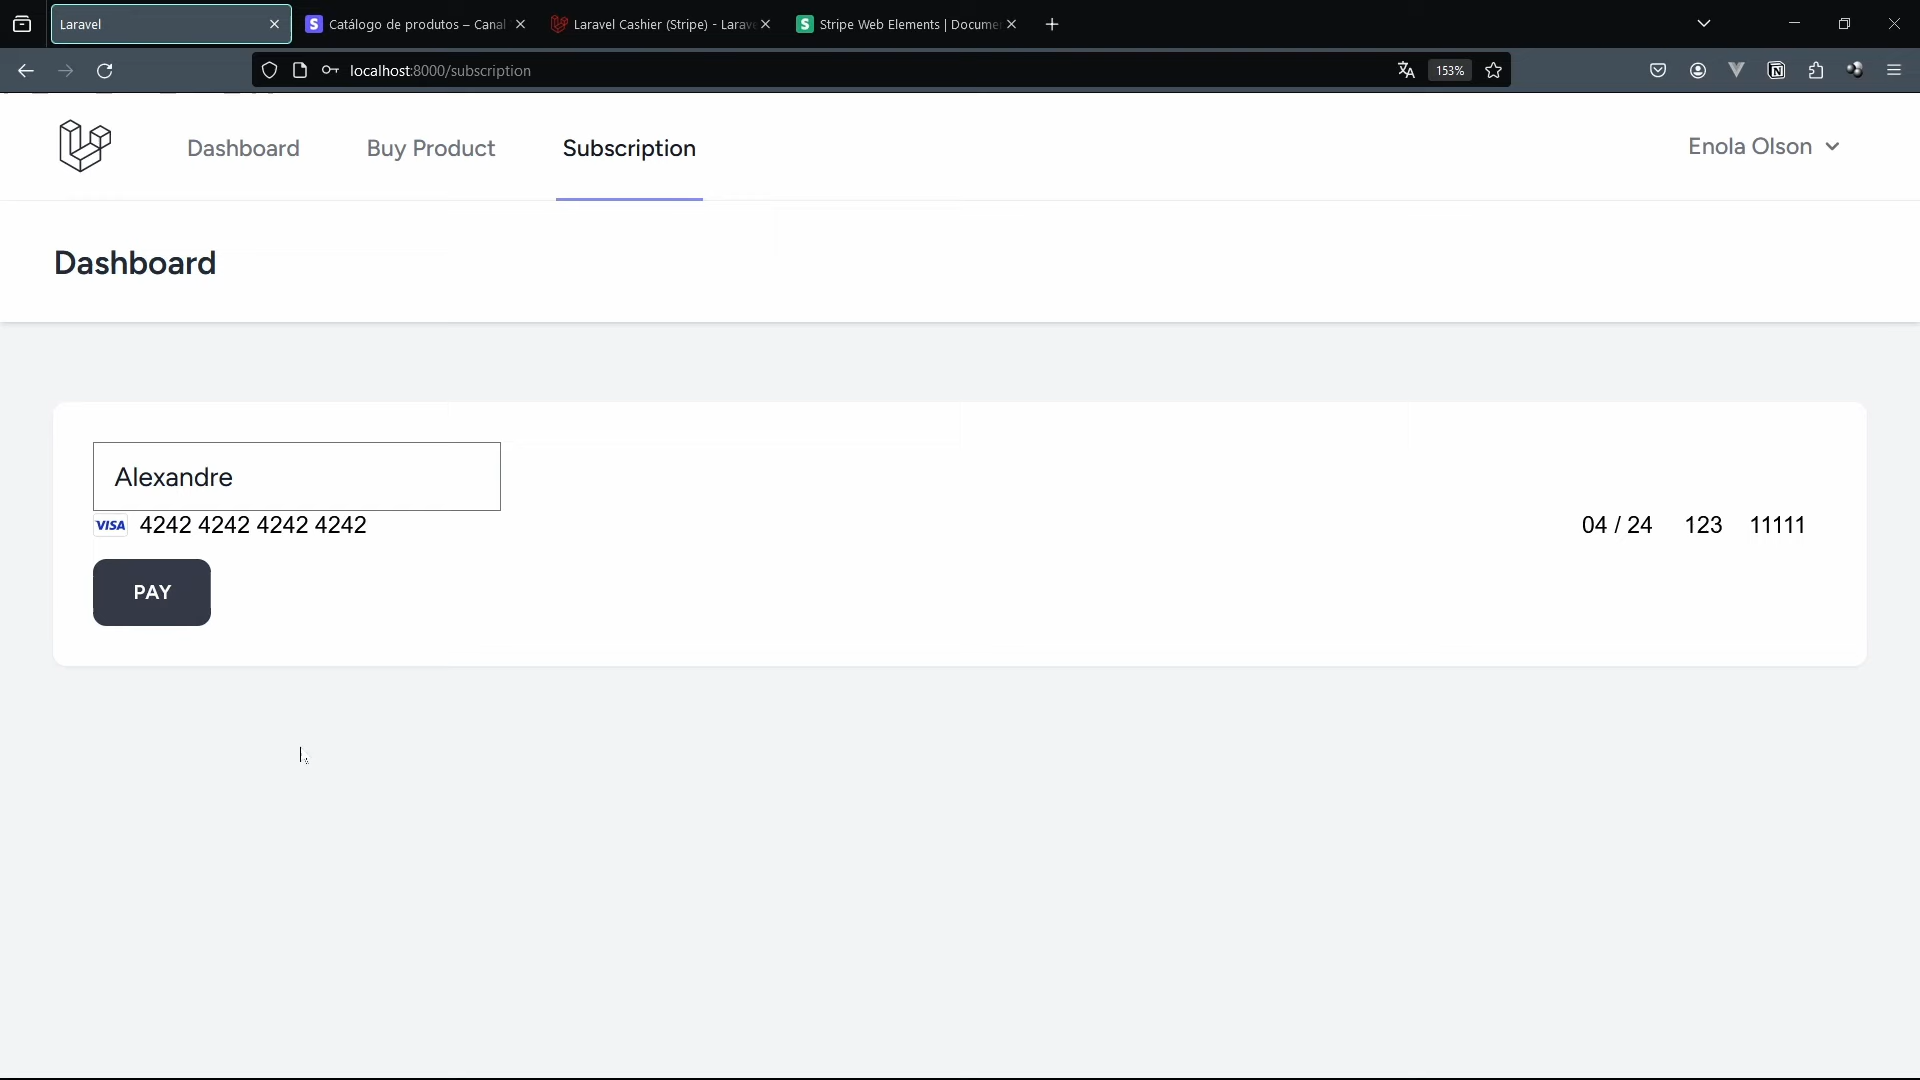 Laravel
Catálogo de produtos – Canal
Laravel Cashier (Stripe) - Larav
Stripe Web Elements | Docume
localhost:8000/subscription
153%
Dashboard
Buy Product
Subscription
Enola Olson
Dashboard
Alexandre
VISA 4242 4242 4242 4242 04 / 24 123 11111
PAY